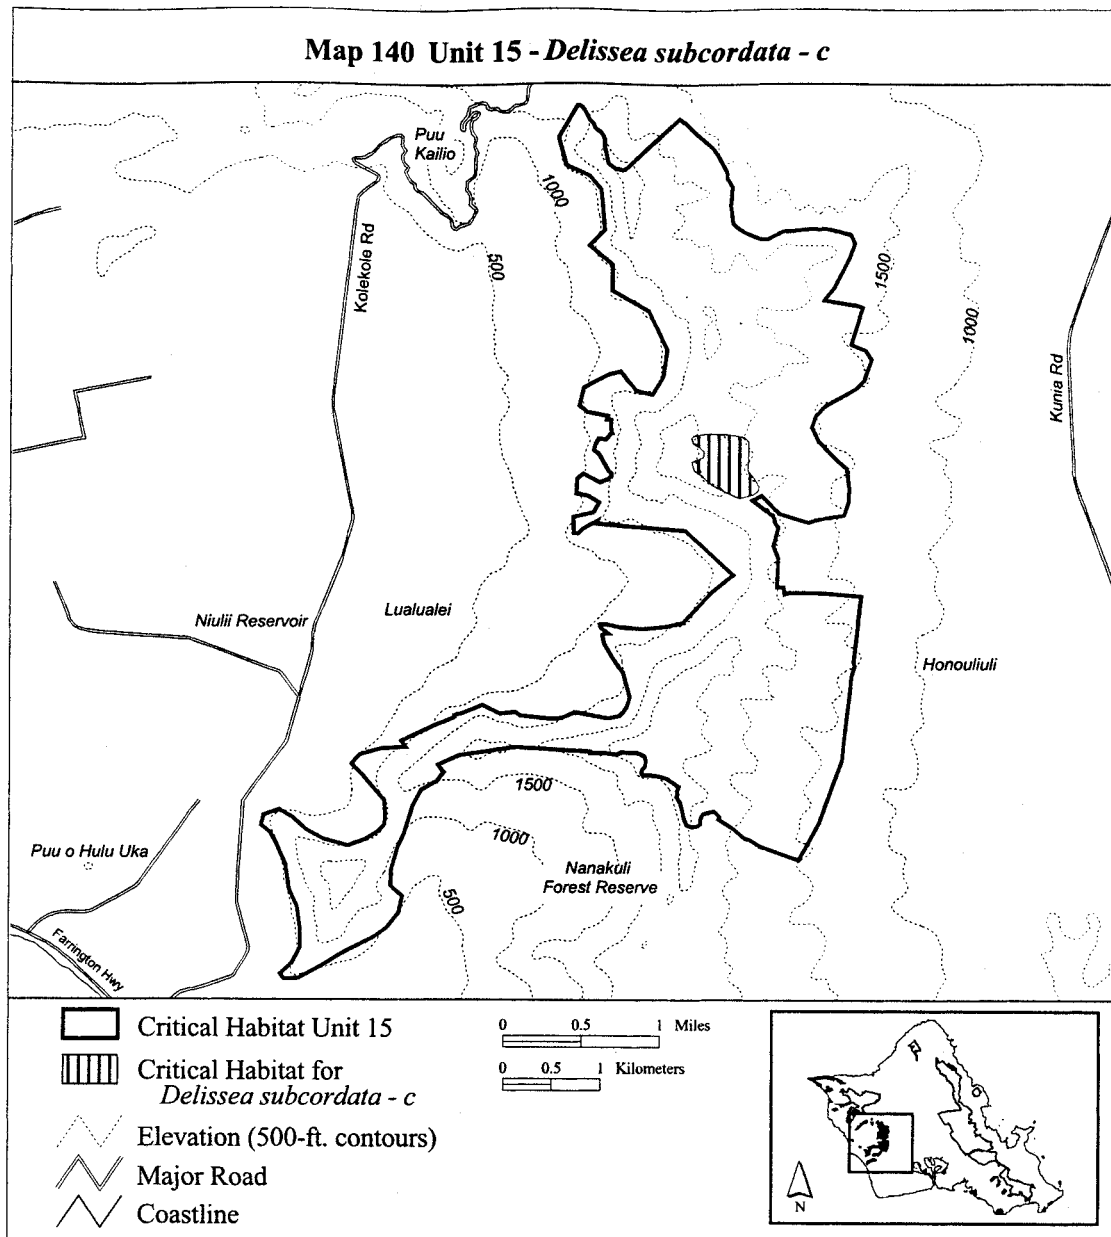 Map 140 Unit 15 - Delissea subcordata - c
Puu
Kailio
1000
500
Kolekole Rd
1500
1000
Kunia Rd
Niulii Reservoir
Lualualei
Honouliuli
1500
1000
Puu o Hulu Uka
Nanakuli
Forest Reserve
500
Farrington Hwy
Critical Habitat Unit 15
Critical Habitat for
Delissea subcordata - c
Elevation (500-ft. contours)
Major Road
Coastline
0 0.5 1 Miles
0 0.5 1 Kilometers
N